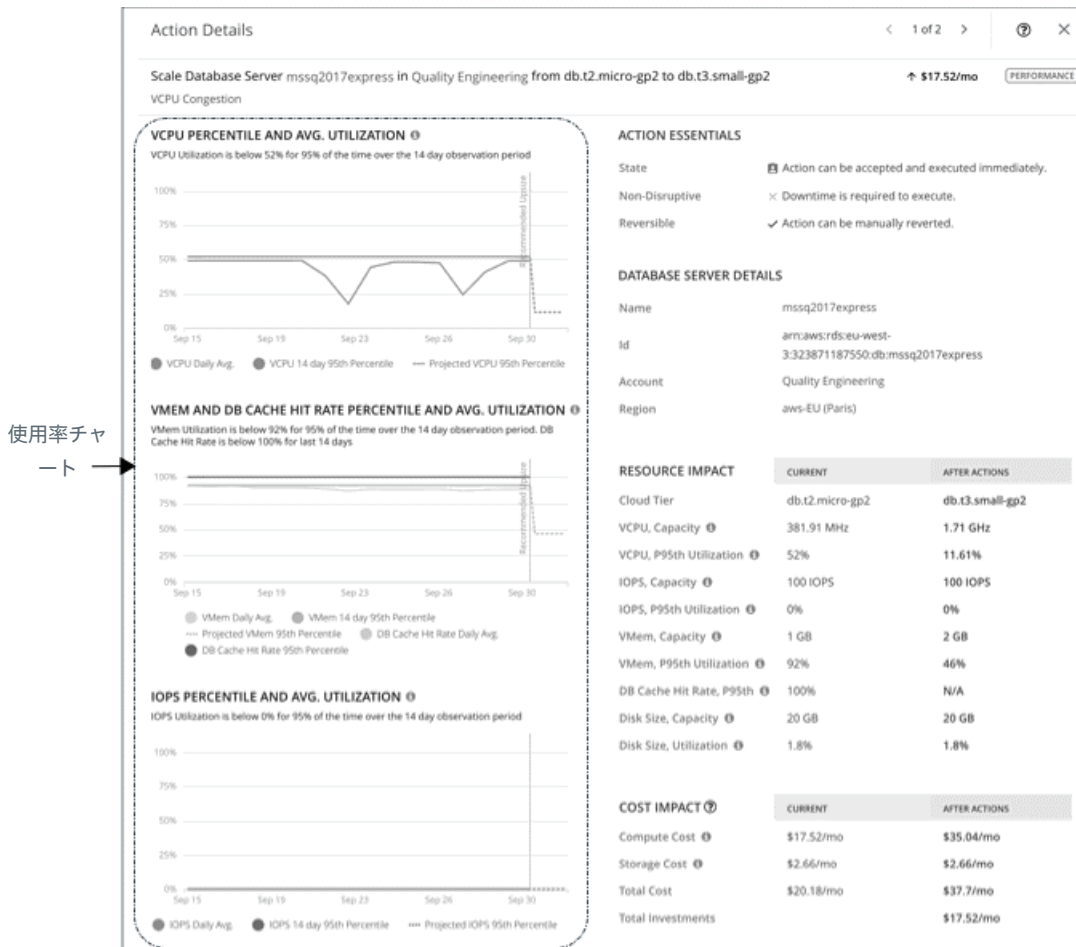 Action Details
1 of 2
Scale Database Server mssq2017express in Quality Engineering from db.t2.micro-gp2 to db.t3.small-gp2
↑ $17.52/mo
PERFORMANCE
VCPU Congestion
使用率チャ
ート
VCPU PERCENTILE AND AVG. UTILIZATION
VCPU Utilization is below 52% for 95% of the time over the 14 day observation period
100%
75%
50%
25%
0%
Recommended Upsize
Sep 15 Sep 19 Sep 23 Sep 26 Sep 30
VCPU Daily Avg. VCPU 14 day 95th Percentile Projected VCPU 95th Percentile
VMEM AND DB CACHE HIT RATE PERCENTILE AND AVG. UTILIZATION
VMem Utilization is below 92% for 95% of the time over the 14 day observation period. DB
Cache Hit Rate is below 100% for last 14 days
100%
75%
50%
25%
0%
Recommended Upsize
Sep 15 Sep 19 Sep 23 Sep 26 Sep 30
VMem Daily Avg. VMem 14 day 95th Percentile
Projected VMem 95th Percentile DB Cache Hit Rate Daily Avg.
DB Cache Hit Rate 95th Percentile
IOPS PERCENTILE AND AVG. UTILIZATION
IOPS Utilization is below 0% for 95% of the time over the 14 day observation period
100%
75%
50%
25%
0%
Sep 15 Sep 19 Sep 23 Sep 26 Sep 30
IOPS Daily Avg. IOPS 14 day 95th Percentile Projected IOPS 95th Percentile
ACTION ESSENTIALS
State Action can be accepted and executed immediately.
Non-Disruptive Downtime is required to execute.
Reversible Action can be manually reverted.
DATABASE SERVER DETAILS
Name mssq2017express
Id arn:aws:rds:eu-west-
3:323871187550:db:mssq2017express
Account Quality Engineering
Region aws-EU (Paris)
RESOURCE IMPACT CURRENT AFTER ACTIONS
Cloud Tier db.t2.micro-gp2 db.t3.small-gp2
VCPU, Capacity 381.91 MHz 1.71 GHz
VCPU, P95th Utilization 52% 11.61%
IOPS, Capacity 100 IOPS 100 IOPS
IOPS, P95th Utilization 0% 0%
VMem, Capacity 1 GB 2 GB
VMem, P95th Utilization 92% 46%
DB Cache Hit Rate, P95th 100% N/A
Disk Size, Capacity 20 GB 20 GB
Disk Size, Utilization 1.8% 1.8%
COST IMPACT CURRENT AFTER ACTIONS
Compute Cost $17.52/mo $35.04/mo
Storage Cost $2.66/mo $2.66/mo
Total Cost $20.18/mo $37.7/mo
Total Investments $17.52/mo